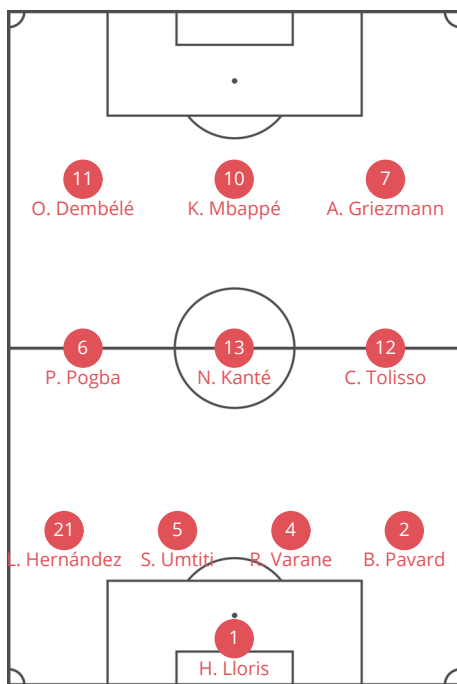 11 10 7
O. Dembélé K. Mbappé A. Griezmann
6 13 12
P. Pogba N. Kanté C. Tolisso
21 5 4 2
L. Hernández S. Umtiti R. Varane B. Pavard
1
H. Lloris